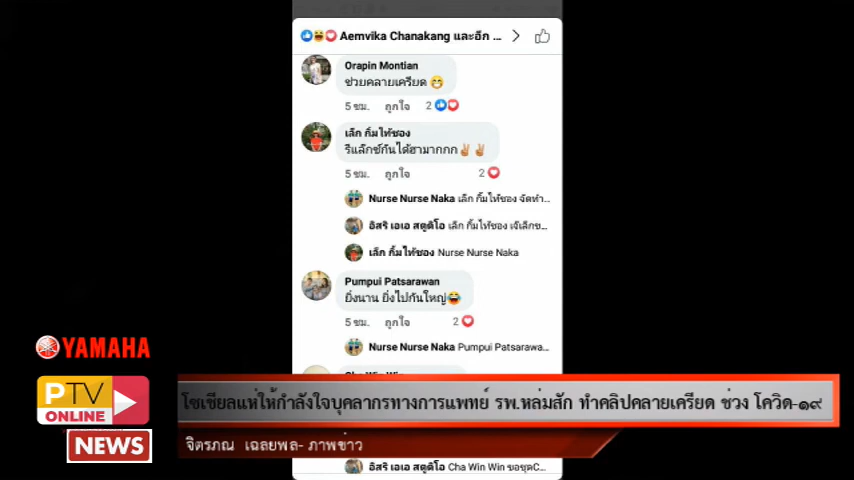 Aemvika Chanakang และอีก ...
Orapin Montian
ช่วยคลายเครียด 😁
5 ชม. ถูกใจ 2
เล็ก กิ้มไท้ชอง
รีแล๊กซ์กันได้ฮามากกก✌✌
5 ชม. ถูกใจ 2
Nurse Nurse Naka เล็ก กิ้มไท้ชอง จัดทำ...
อิสริ เอเอ สตูดิโอ เล็ก กิ้มไท้ชอง เจ๊เล็กข...
เล็ก กิ้มไท้ชอง Nurse Nurse Naka
Pumpui Patsarawan
ยิ่งนาน ยิ่งไปกันใหญ่😂
5 ชม. ถูกใจ 2
Nurse Nurse Naka Pumpui Patsarawa...
Cha Win Win
YAMAHA
PTV
ONLINE
NEWS
โซเชียลแห่ให้กำลังใจบุคลากรทางการแพทย์ รพ.หล่มสัก ทำคลิปคลายเครียด ช่วง โควิด-๑๙
จิตรภณ เฉลยพล- ภาพข่าว
อิสริ เอเอ สตูดิโอ Cha Win Win ขอชุดC...